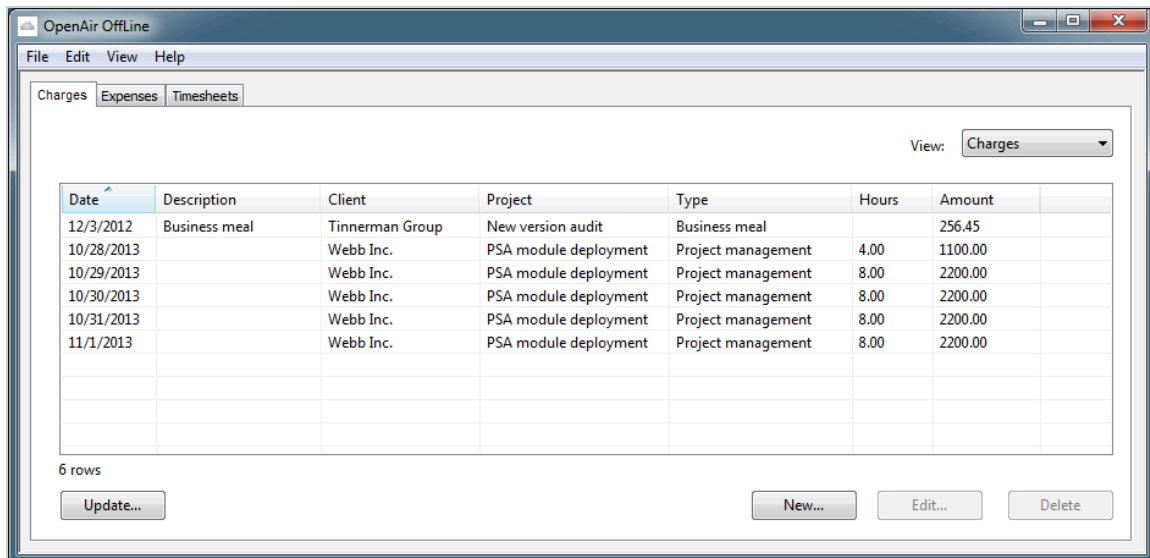 OpenAir OffLine
File Edit View Help
Charges Expenses Timesheets
View: Charges
Date Description Client Project Type Hours Amount
12/3/2012 Business meal Tinnerman Group New version audit Business meal 256.45
10/28/2013 Webb Inc. PSA module deployment Project management 4.00 1100.00
10/29/2013 Webb Inc. PSA module deployment Project management 8.00 2200.00
10/30/2013 Webb Inc. PSA module deployment Project management 8.00 2200.00
10/31/2013 Webb Inc. PSA module deployment Project management 8.00 2200.00
11/1/2013 Webb Inc. PSA module deployment Project management 8.00 2200.00
6 rows
Update... New... Edit... Delete